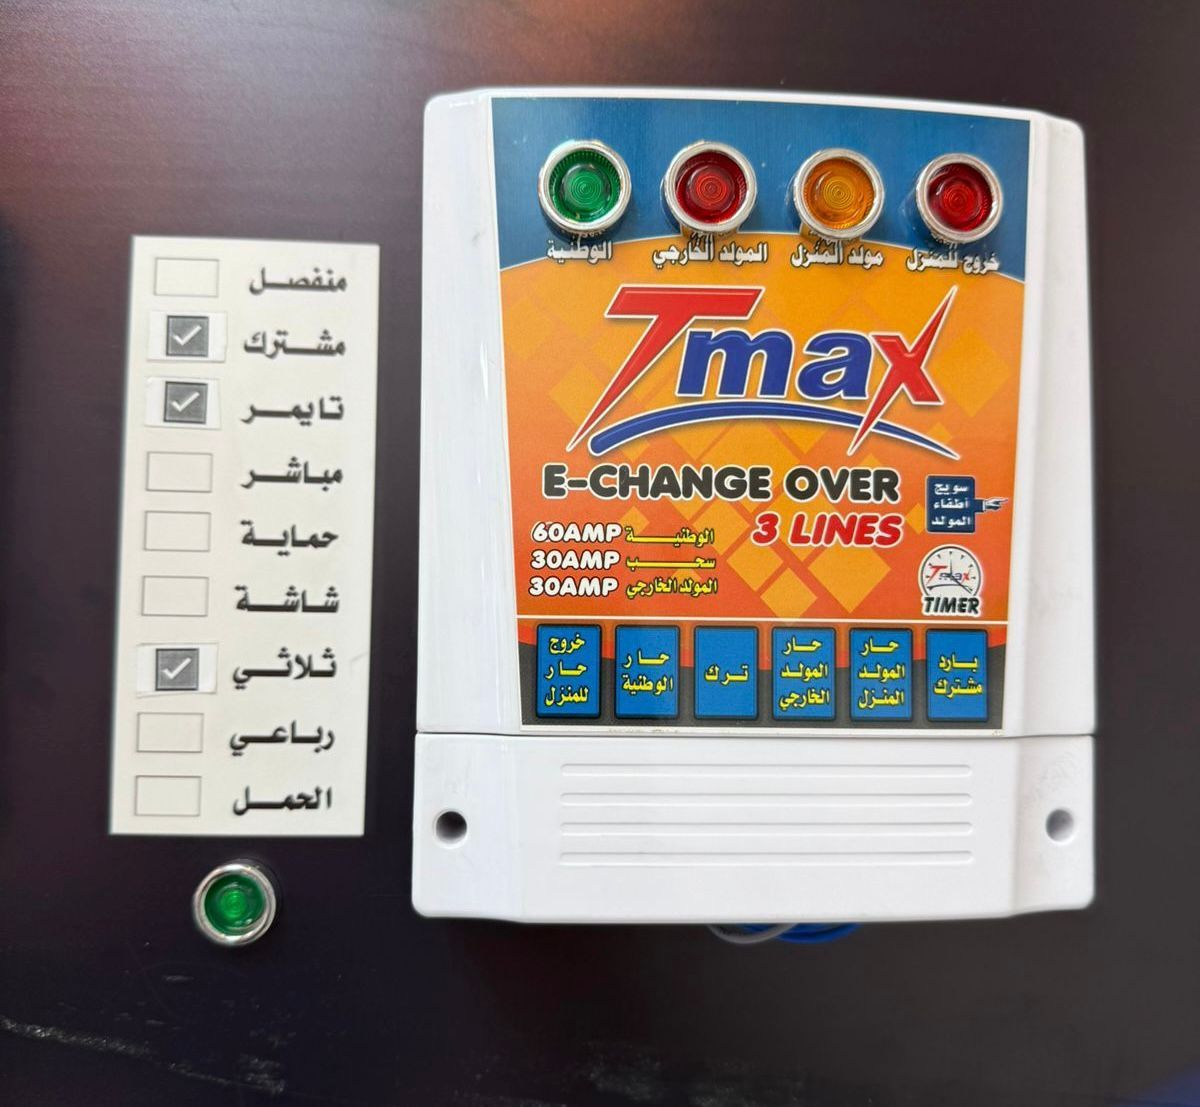 منفصل
مشترك
تايمر
مباشر
حماية
شاشة
ثلاثي
رباعي
الحمل
الوطنية
المولد الخارجي
مولد المنزل
خروج للمنزل
Tmax
E-CHANGE OVER
3 LINES
سويج
أطفاء
المولد
60AMP الوطنية
30AMP سحب
30AMP المولد الخارجي
Tmax
TIMER
خروج
حار
للمنزل
حار
الوطنية
ترك
حار
المولد
الخارجي
حار
المولد
المنزل
بارد
مشترك